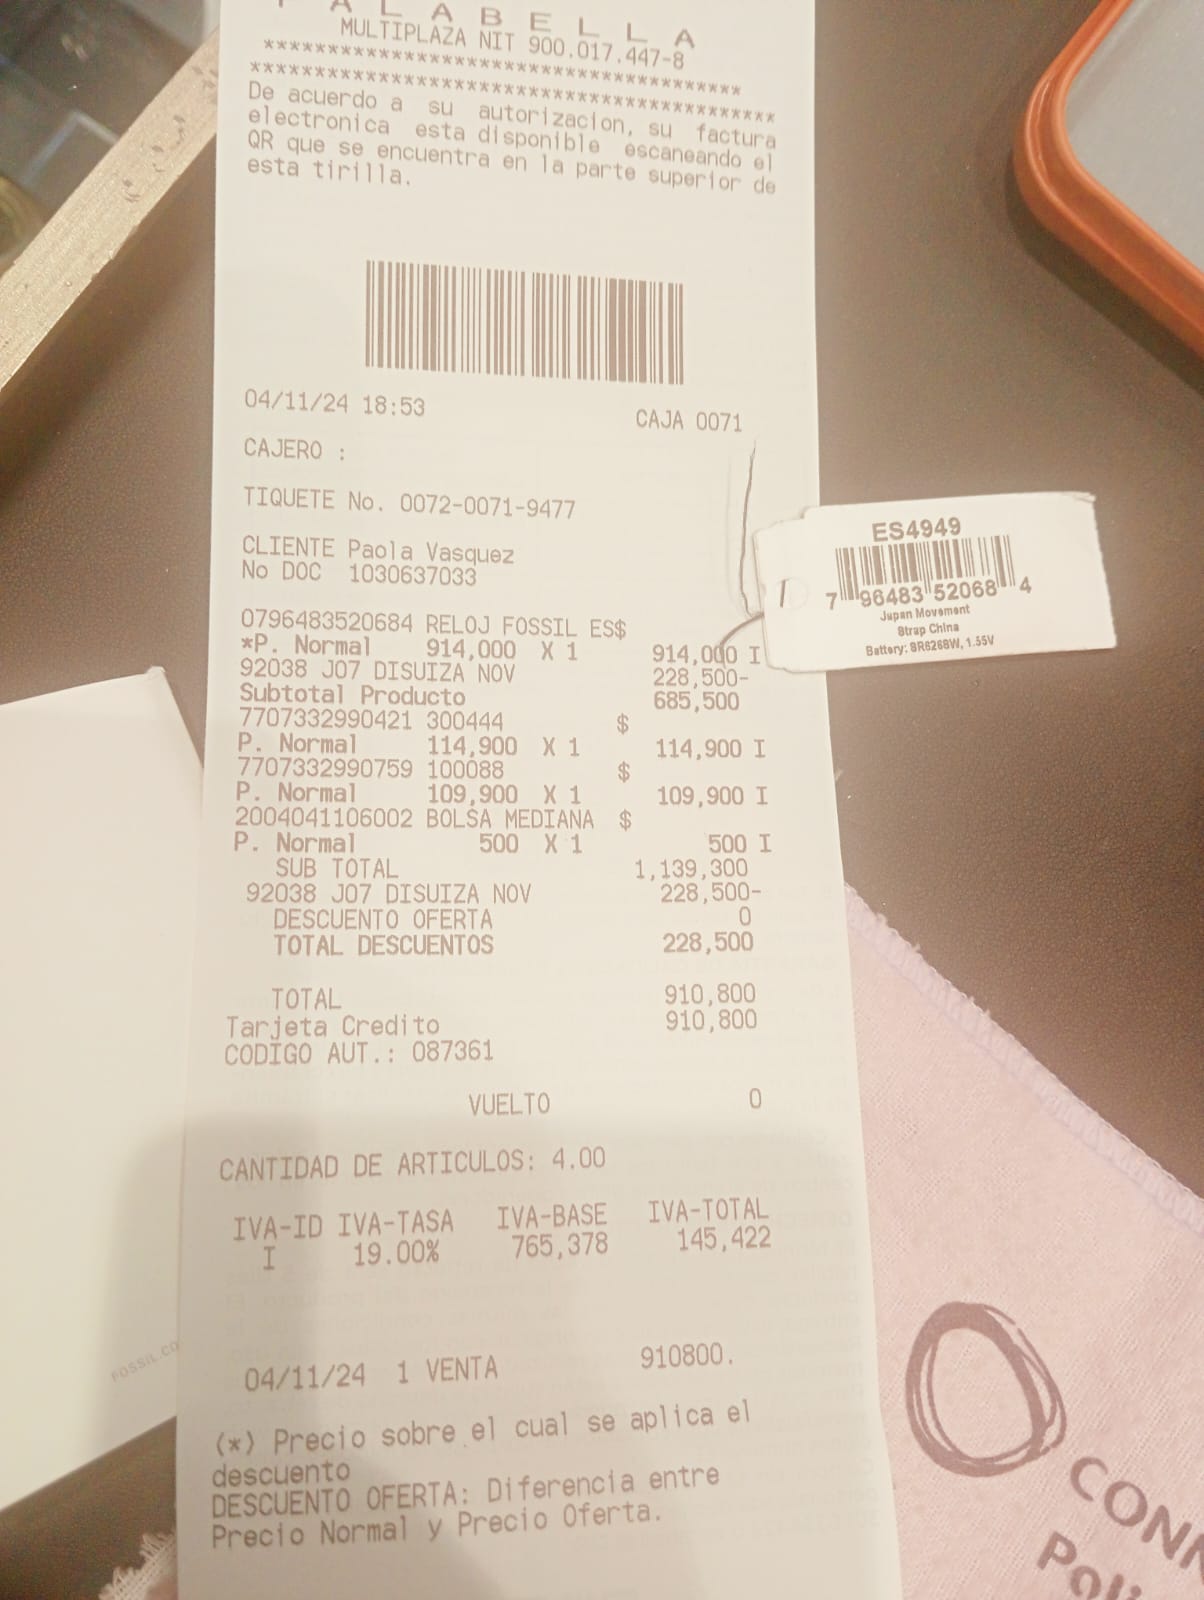 FALABELLA
MULTIPLAZA NIT 900.017.447-8
****************************************
****************************************
De acuerdo a su autorizacion, su factura
electronica esta disponible escaneando el
QR que se encuentra en la parte superior de
esta tirilla.
04/11/24 18:53 CAJA 0071
CAJERO :
TIQUETE No. 0072-0071-9477
CLIENTE Paola Vasquez
No DOC 1030637033
0796483520684 RELOJ FOSSIL ES$
*P. Normal 914,000 X 1 914,000 I
92038 J07 DISUIZA NOV 228,500-
Subtotal Producto 685,500
7707332990421 300444 $
P. Normal 114,900 X 1 114,900 I
7707332990759 100088 $
P. Normal 109,900 X 1 109,900 I
2004041106002 BOLSA MEDIANA $
P. Normal 500 X 1 500 I
SUB TOTAL 1,139,300
92038 J07 DISUIZA NOV 228,500-
DESCUENTO OFERTA 0
TOTAL DESCUENTOS 228,500
TOTAL 910,800
Tarjeta Credito 910,800
CODIGO AUT.: 087361
VUELTO 0
CANTIDAD DE ARTICULOS: 4.00
IVA-ID IVA-TASA IVA-BASE IVA-TOTAL
I 19.00% 765,378 145,422
04/11/24 1 VENTA 910800.
(*) Precio sobre el cual se aplica el
descuento
DESCUENTO OFERTA: Diferencia entre
Precio Normal y Precio Oferta.
ES4949
7 96483 52068 4
Japan Movement
Strap China
Battery: SR626SW, 1.55V
FOSSIL.CO
CONN
Poli